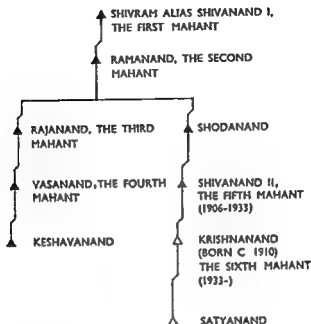 SHIVRAM ALIAS SHIVANAND I,
THE FIRST MAHANT
RAMANAND, THE SECOND
MAHANT
RAJANAND, THE THIRD
MAHANT
SHODANAND
VASANAND, THE FOURTH
MAHANT
SHIVANAND II,
THE FIFTH MAHANT
(1906-1933)
KESHAVANAND
KRISHNANAND
(BORN C 1910)
THE SIXTH MAHANT
(1933-)
SATYANAND